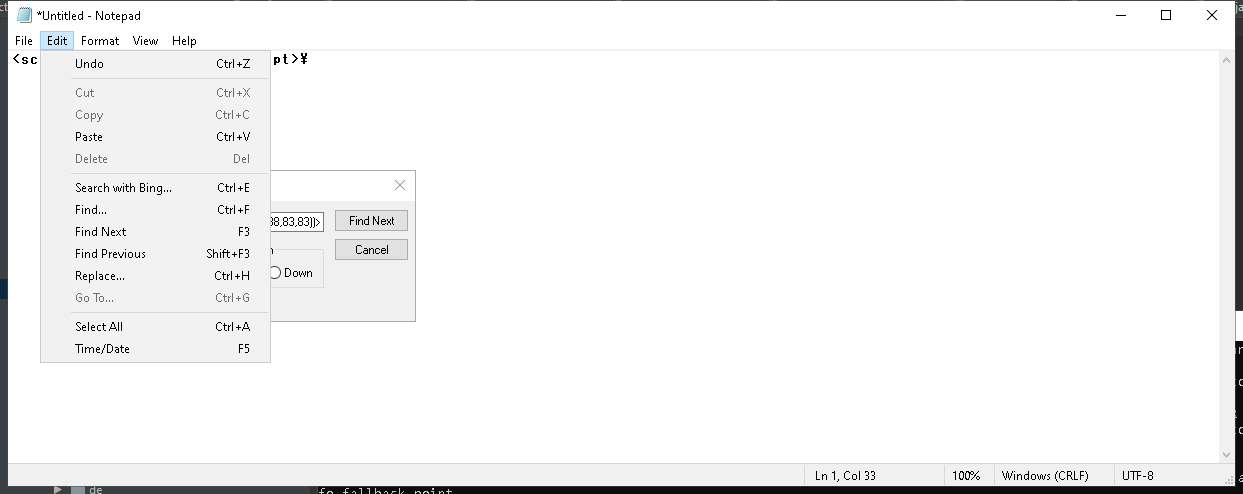 *Untitled - Notepad
File Edit Format View Help
<sc pt>¥
Undo Ctrl+Z
Cut Ctrl+X
Copy Ctrl+C
Paste Ctrl+V
Delete Del
Search with Bing... Ctrl+E
Find... Ctrl+F
Find Next F3
Find Previous Shift+F3
Replace... Ctrl+H
Go To... Ctrl+G
Select All Ctrl+A
Time/Date F5
88,83,83))> Find Next
Cancel
Down
Ln 1, Col 33 100% Windows (CRLF) UTF-8
de
fo fallback point